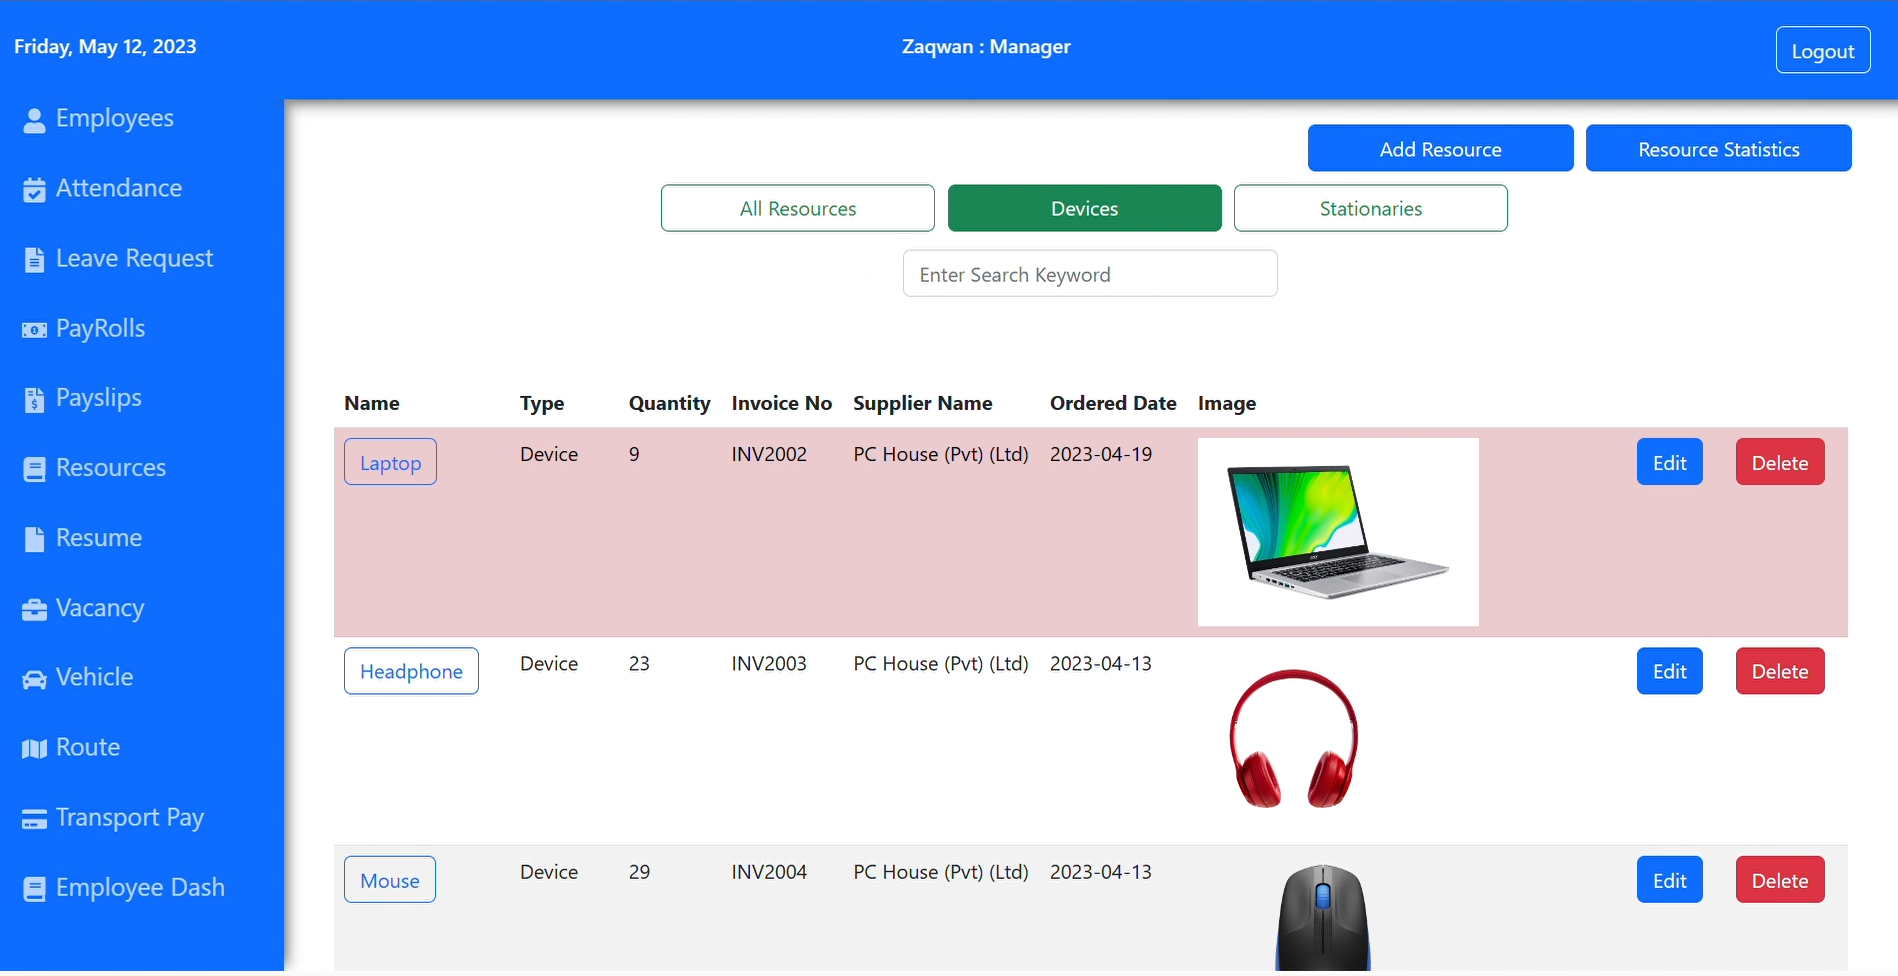 Friday, May 12, 2023
Zaqwan : Manager
Logout
Employees
Attendance
Leave Request
PayRolls
Payslips
Resources
Resume
Vacancy
Vehicle
Route
Transport Pay
Employee Dash
Add Resource
Resource Statistics
All Resources
Devices
Stationaries
Enter Search Keyword
Name Type Quantity Invoice No Supplier Name Ordered Date Image
Laptop Device 9 INV2002 PC House (Pvt) (Ltd) 2023-04-19 Edit Delete
Headphone Device 23 INV2003 PC House (Pvt) (Ltd) 2023-04-13 Edit Delete
Mouse Device 29 INV2004 PC House (Pvt) (Ltd) 2023-04-13 Edit Delete